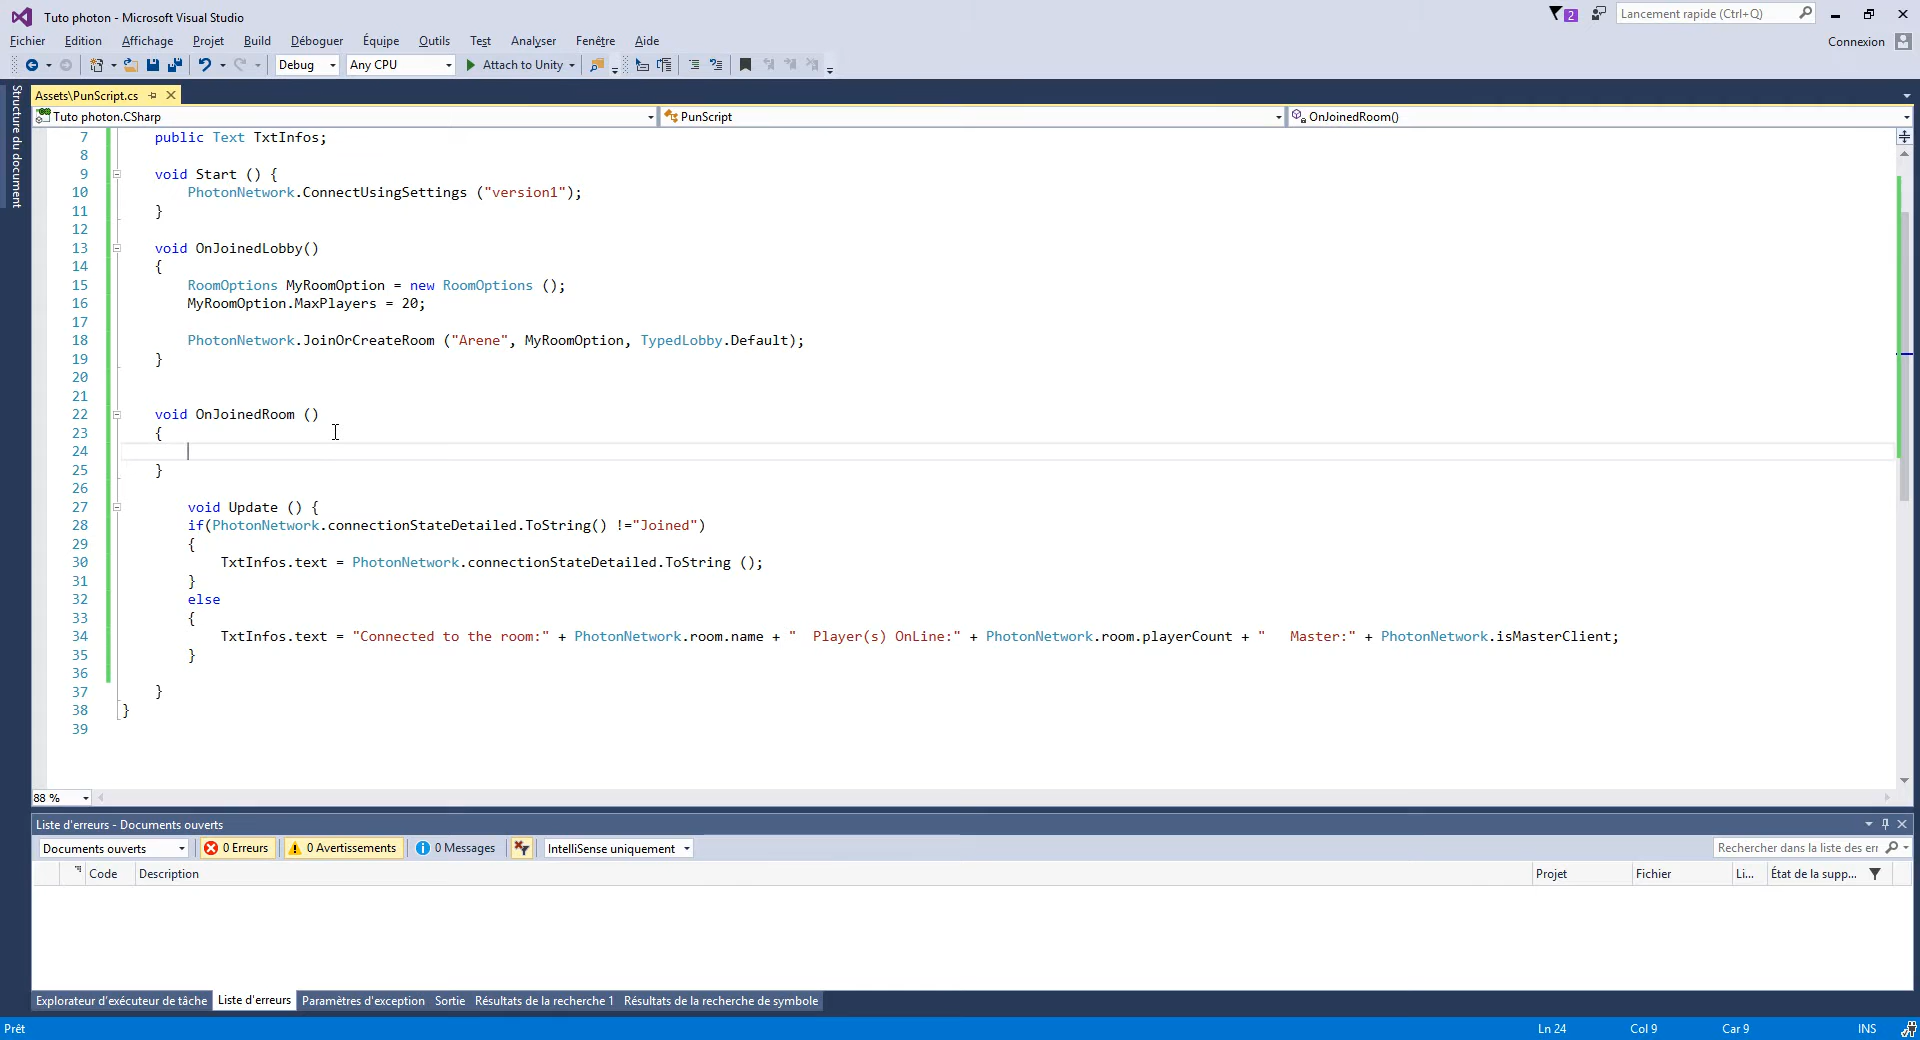 Tuto photon - Microsoft Visual Studio
2
Lancement rapide (Ctrl+Q)
Fichier Edition Affichage Projet Build Déboguer Équipe Outils Test Analyser Fenêtre Aide
Connexion
Debug Any CPU Attach to Unity
Structure du document
Assets\PunScript.cs
Tuto photon.CSharp PunScript OnJoinedRoom()
7 public Text TxtInfos;
8
9 void Start () {
10 PhotonNetwork.ConnectUsingSettings ("version1");
11 }
12
13 void OnJoinedLobby()
14 {
15 RoomOptions MyRoomOption = new RoomOptions ();
16 MyRoomOption.MaxPlayers = 20;
17
18 PhotonNetwork.JoinOrCreateRoom ("Arene", MyRoomOption, TypedLobby.Default);
19 }
20
21
22 void OnJoinedRoom ()
23 {
24
25 }
26
27 void Update () {
28 if(PhotonNetwork.connectionStateDetailed.ToString() !="Joined")
29 {
30 TxtInfos.text = PhotonNetwork.connectionStateDetailed.ToString ();
31 }
32 else
33 {
34 TxtInfos.text = "Connected to the room:" + PhotonNetwork.room.name + "  Player(s) OnLine:" + PhotonNetwork.room.playerCount + "   Master:" + PhotonNetwork.isMasterClient;
35 }
36
37 }
38 }
39
88 %
Liste d'erreurs - Documents ouverts
Documents ouverts 0 Erreurs 0 Avertissements 0 Messages IntelliSense uniquement Rechercher dans la liste des err
Code Description Projet Fichier Li... État de la supp...
Explorateur d'exécuteur de tâche Liste d'erreurs Paramètres d'exception Sortie Résultats de la recherche 1 Résultats de la recherche de symbole
Prêt Ln 24 Col 9 Car 9 INS